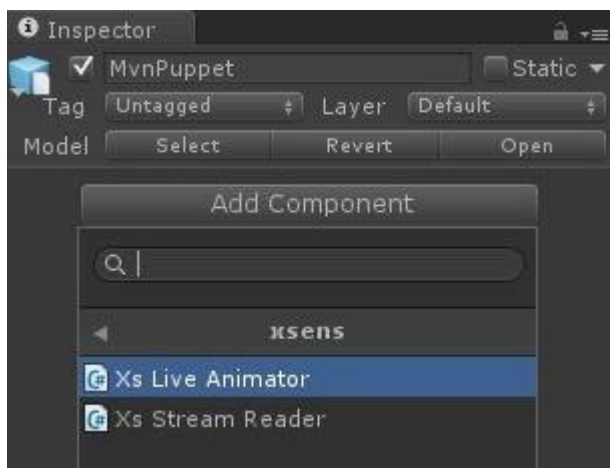 Inspector
MvnPuppet Static
Tag Untagged Layer Default
Model Select Revert Open
Add Component
xsens
Xs Live Animator
Xs Stream Reader